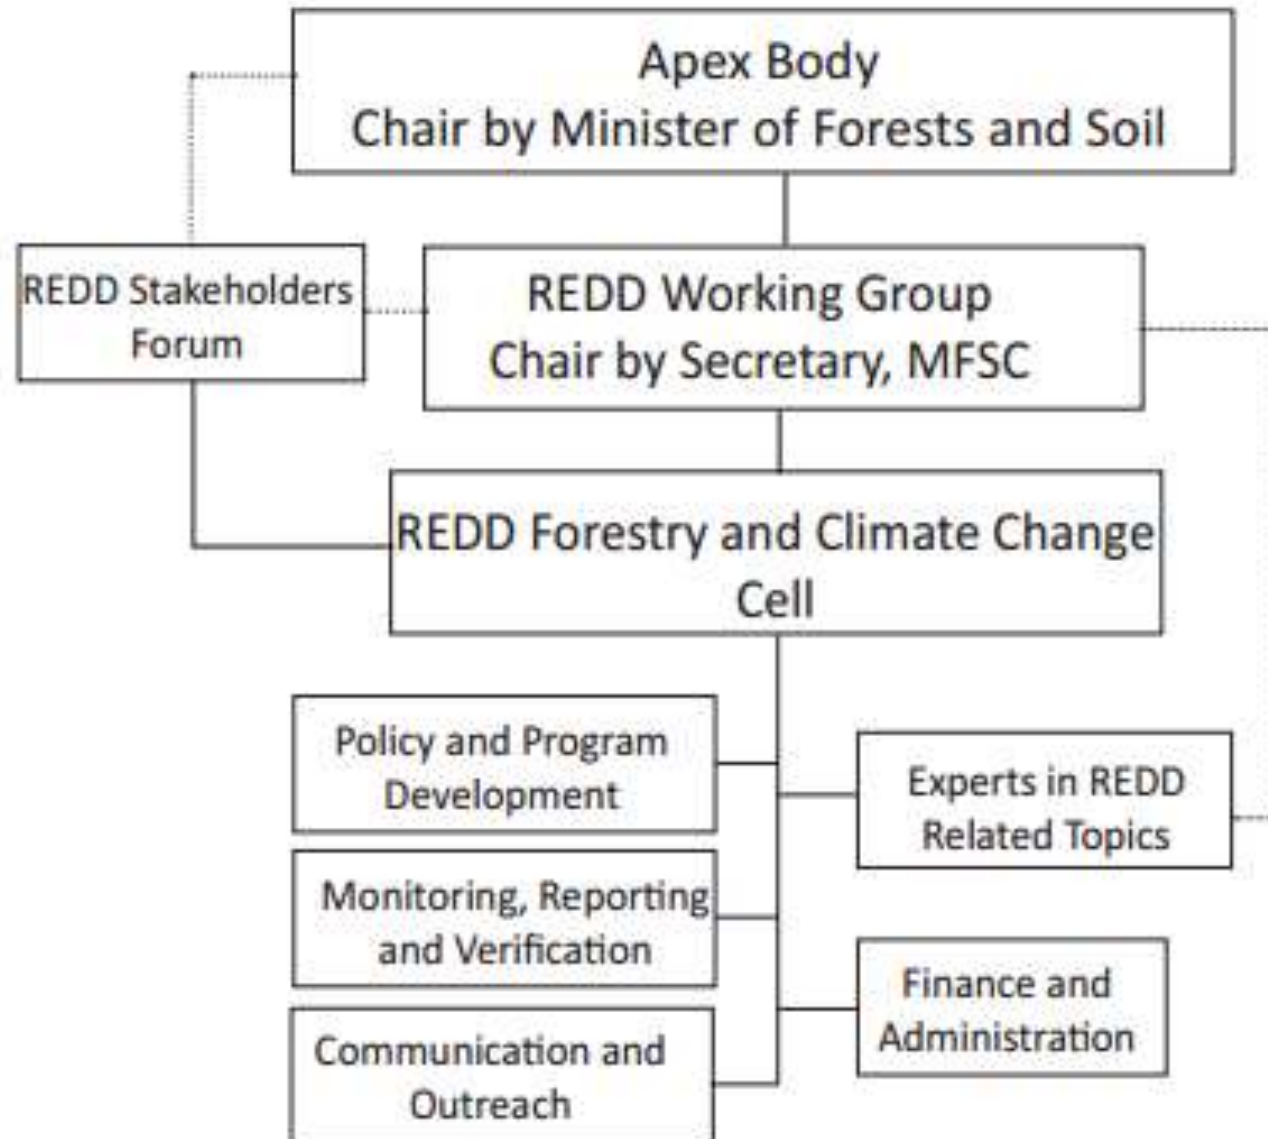 Apex Body
Chair by Minister of Forests and Soil
REDD Stakeholders
Forum
REDD Working Group
Chair by Secretary, MFSC
REDD Forestry and Climate Change
Cell
Policy and Program
Development
Experts in REDD
Related Topics
Monitoring, Reporting
and Verification
Finance and
Administration
Communication and
Outreach